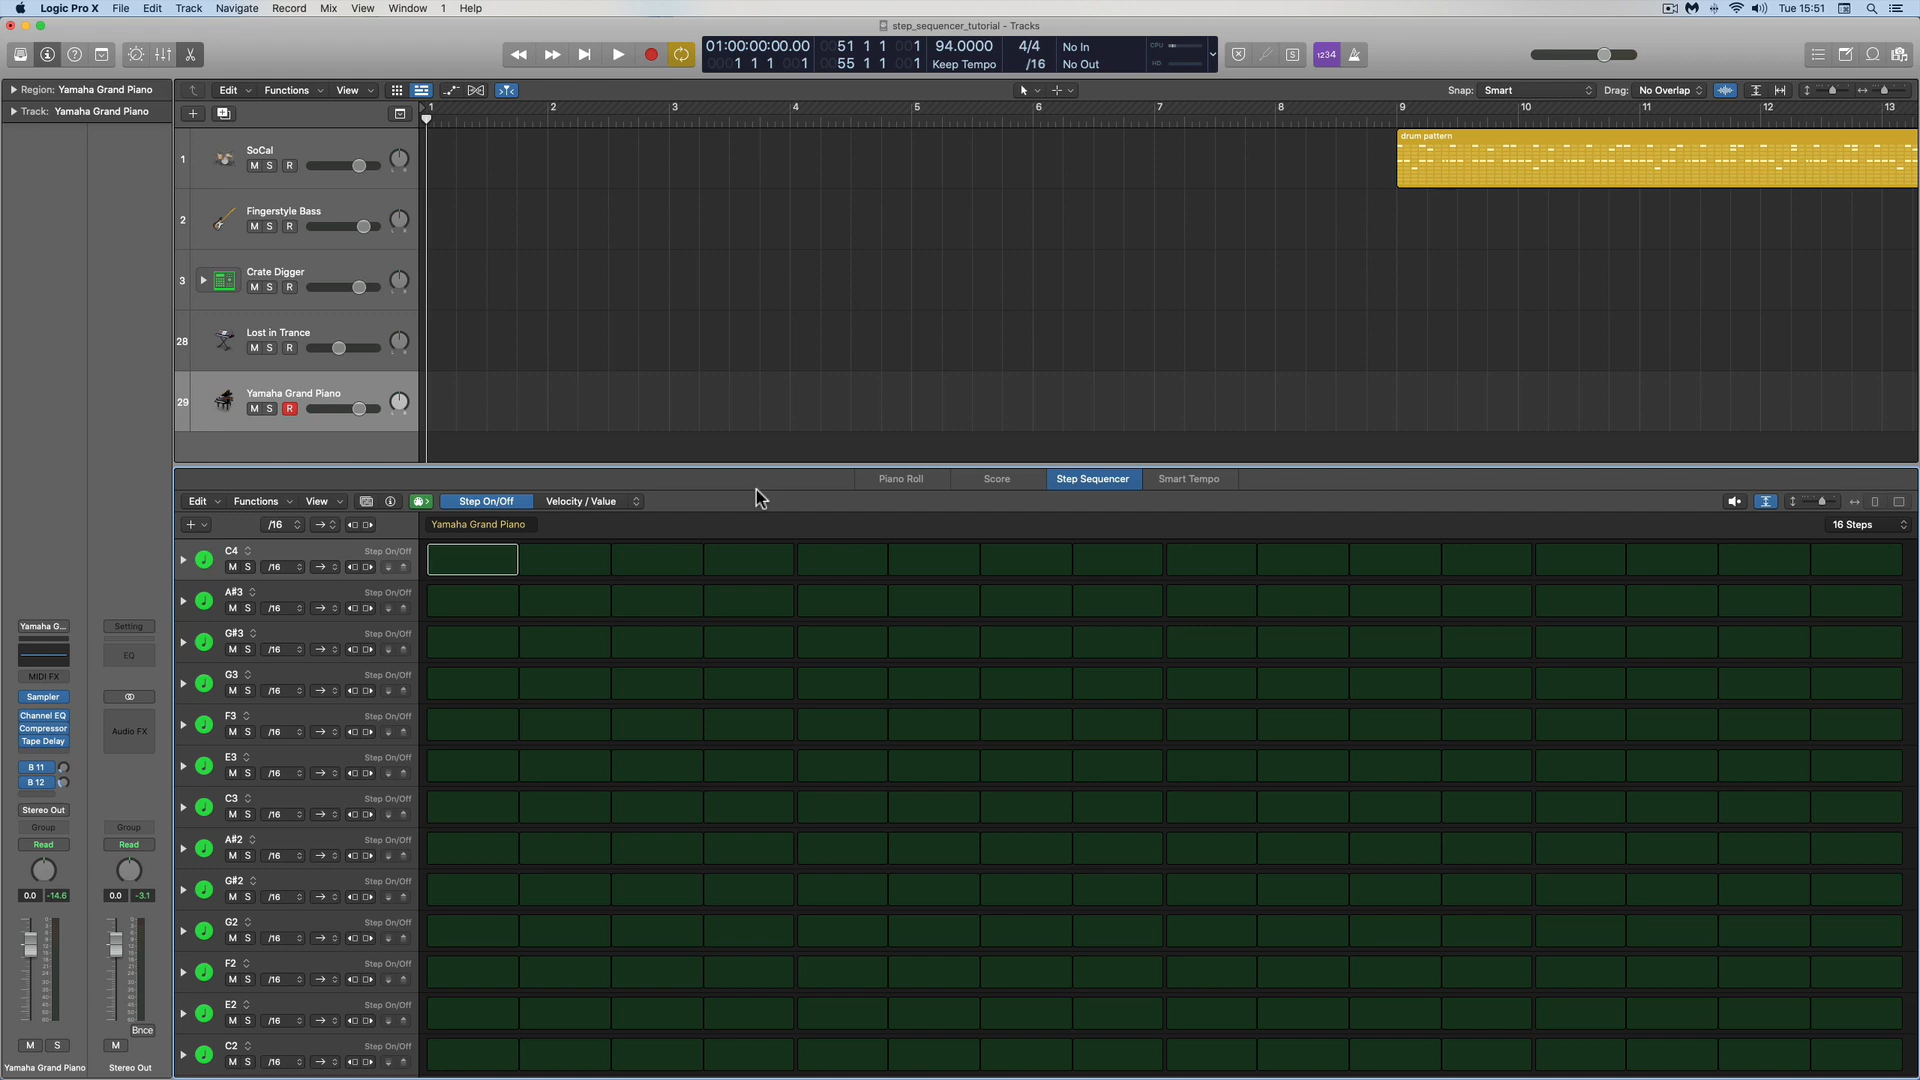 Logic Pro X File Edit Track Navigate Record Mix View Window 1 Help Tue 15:51
step_sequencer_tutorial - Tracks
01:00:00:00.00 0051 1 1 001 94.0000 4/4 No In CPU
0001 1 1 001 0055 1 1 001 Keep Tempo /16 No Out HD
1234
Region: Yamaha Grand Piano
Track: Yamaha Grand Piano
Edit Functions View Snap: Smart Drag: No Overlap
1 2 3 4 5 6 7 8 9 10 11 12 13
drum pattern
1 SoCal
M S R
2 Fingerstyle Bass
M S R
3 Crate Digger
M S R
28 Lost in Trance
M S R
29 Yamaha Grand Piano
M S R
Piano Roll Score Step Sequencer Smart Tempo
Edit Functions View Step On/Off Velocity / Value
/16 Yamaha Grand Piano 16 Steps
C4 Step On/Off
M S /16
A#3 Step On/Off
M S /16
G#3 Step On/Off
M S /16
G3 Step On/Off
M S /16
F3 Step On/Off
M S /16
E3 Step On/Off
M S /16
C3 Step On/Off
M S /16
A#2 Step On/Off
M S /16
G#2 Step On/Off
M S /16
G2 Step On/Off
M S /16
F2 Step On/Off
M S /16
E2 Step On/Off
M S /16
C2 Step On/Off
M S /16
Yamaha G... Setting
EQ
MIDI FX
Sampler
Channel EQ
Compressor Audio FX
Tape Delay
B 11
B 12
Stereo Out
Group Group
Read Read
0.0 -14.6 0.0 -3.1
Bnce
M S M
Yamaha Grand Piano Stereo Out